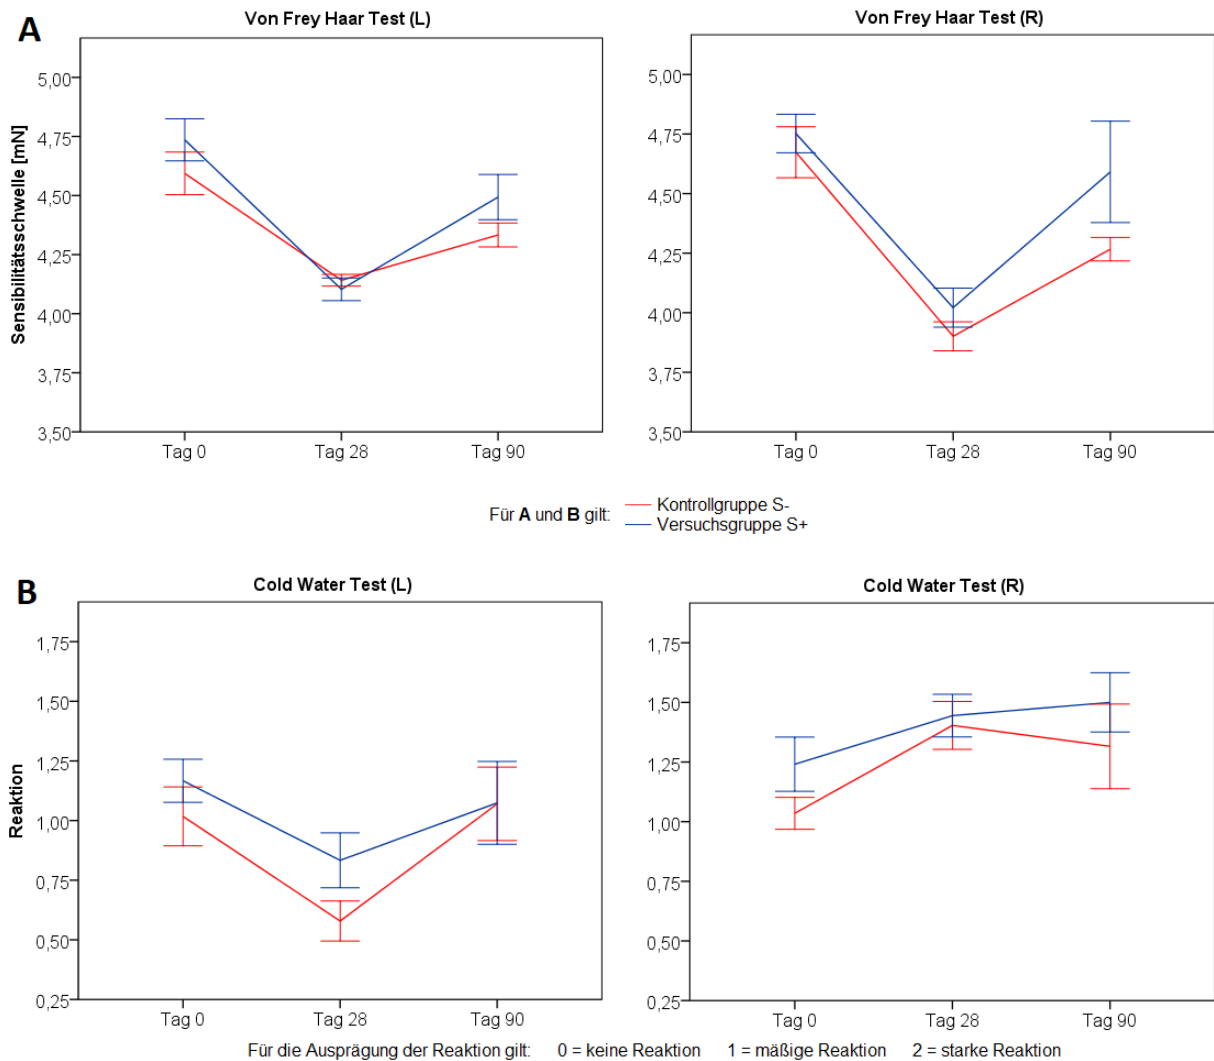 A
Von Frey Haar Test (L)
Sensibilitätsschwelle [mN]
5,00
4,75
4,50
4,25
4,00
3,75
3,50
Tag 0
Tag 28
Tag 90
Von Frey Haar Test (R)
5,00
4,75
4,50
4,25
4,00
3,75
3,50
Tag 0
Tag 28
Tag 90
Für A und B gilt:
Kontrollgruppe S-
Versuchsgruppe S+
B
Cold Water Test (L)
Reaktion
1,75
1,50
1,25
1,00
0,75
0,50
0,25
Tag 0
Tag 28
Tag 90
Cold Water Test (R)
1,75
1,50
1,25
1,00
0,75
0,50
0,25
Tag 0
Tag 28
Tag 90
Für die Ausprägung der Reaktion gilt: 0 = keine Reaktion 1 = mäßige Reaktion 2 = starke Reaktion